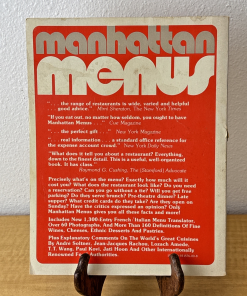 manhattan
menus
". . . the range of restaurants is wide, varied and helpful
good advice." Mimi Sheraton, The New York Times
"If you eat out, no matter how seldom, you ought to have
Manhattan Menus . . ." Cue Magazine
". . . the perfect gift . . ." New York Magazine
". . . real information . . . a standard office reference for
the expense account crowd." New York Daily News
"What does it tell you about a restaurant? Everything,
down to the finest detail. This is a useful, well-organized
book. It has class."
Raymond G. Cushing, The (Stamford) Advocate
Precisely what's on the menu? Exactly how much will it
cost you? What does the restaurant look like? Do you need
a reservation? Can you go without a tie? Will you get free
parking? Do they serve brunch? Pre-theatre dinner? Late
supper? What credit cards do they take? Are they open on
Sunday? Have the critics expressed an opinion? Only
Manhattan Menus gives you all these facts and more!
Includes New 1,300-Entry French/Italian Menu Translator,
Over 60 Photographs, And More Than 160 Definitions Of Fine
Wines, Cheeses, Ethnic Desserts And Pastries.
Plus Explanatory Comments On The World's Great Cuisines
By Andre Soltner, Jean-Jacques Rachou, Lorach Anakok,
T.T. Wang, Paul Kovi, Jati Hoon And Other Internationally
Renowned Food Authorities.